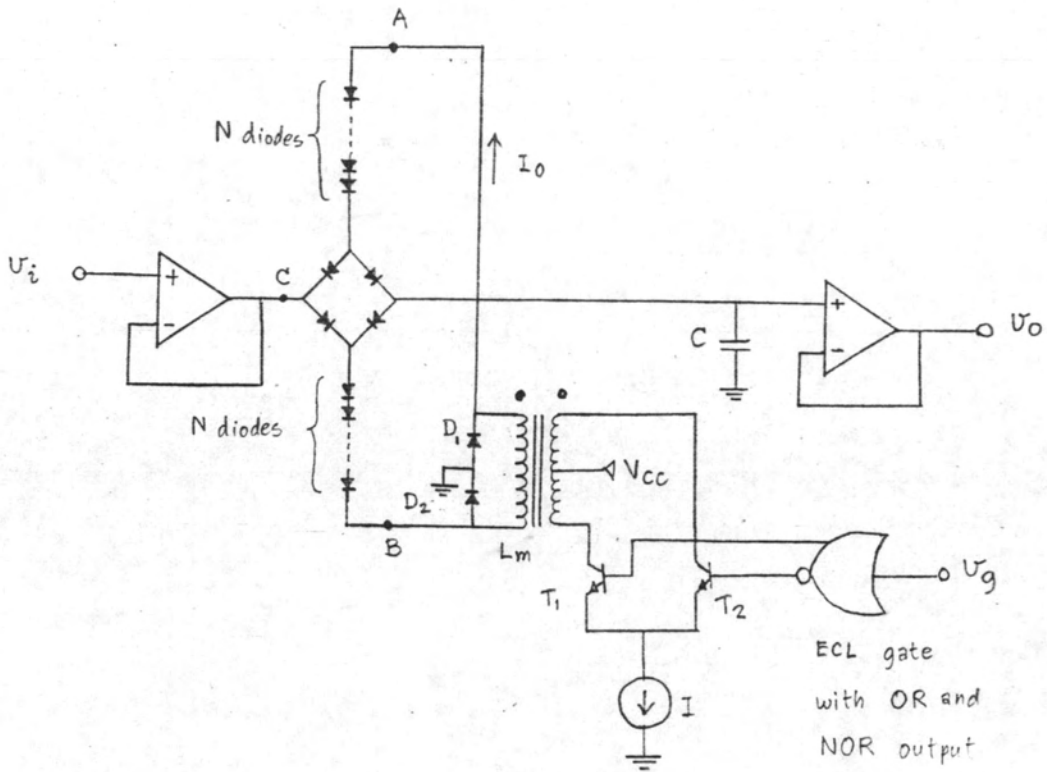 A
N diodes
I0
υi
+
-
C
+
-
υo
C
N diodes
D1
D2
VCC
B
Lm
T1
T2
υg
I
ECL gate
with OR and
NOR output